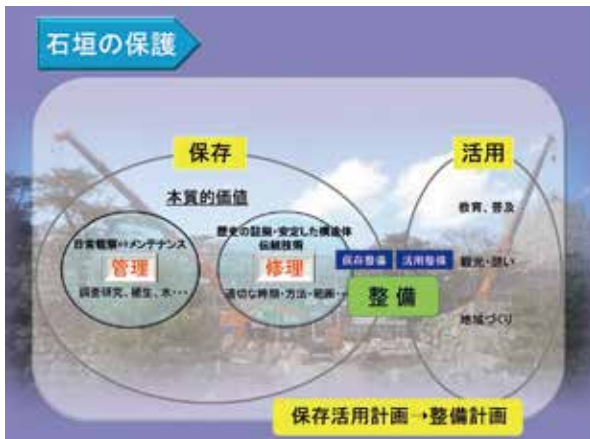 石垣の保護
保存
活用
本質的価値
教育、普及
歴史の証拠・安定した構造体
伝統技術
日常観察⇔メンテナンス
管理
修理
保存整備
活用整備
観光・憩い
調査研究、植生、水…
適切な時期・方法・範囲…
整備
地域づくり
保存活用計画→整備計画